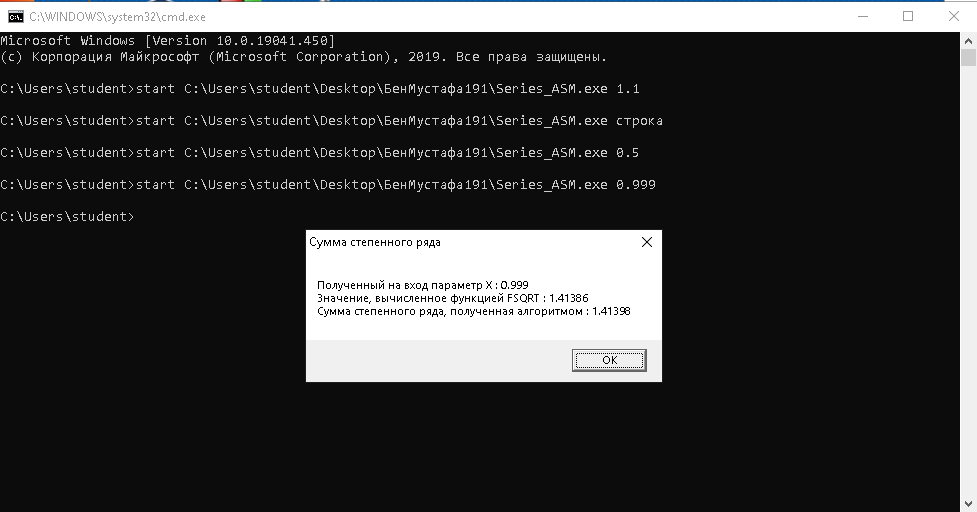 C:\WINDOWS\system32\cmd.exe
Microsoft Windows [Version 10.0.19041.450]
(c) Корпорация Майкрософт (Microsoft Corporation), 2019. Все права защищены.
C:\Users\student>start C:\Users\student\Desktop\БенМустафа191\Series_ASM.exe 1.1
C:\Users\student>start C:\Users\student\Desktop\БенМустафа191\Series_ASM.exe строка
C:\Users\student>start C:\Users\student\Desktop\БенМустафа191\Series_ASM.exe 0.5
C:\Users\student>start C:\Users\student\Desktop\БенМустафа191\Series_ASM.exe 0.999
C:\Users\student>
Сумма степенного ряда
Полученный на вход параметр X : 0.999
Значение, вычисленное функцией FSQRT : 1.41386
Сумма степенного ряда, полученная алгоритмом : 1.41398
OK